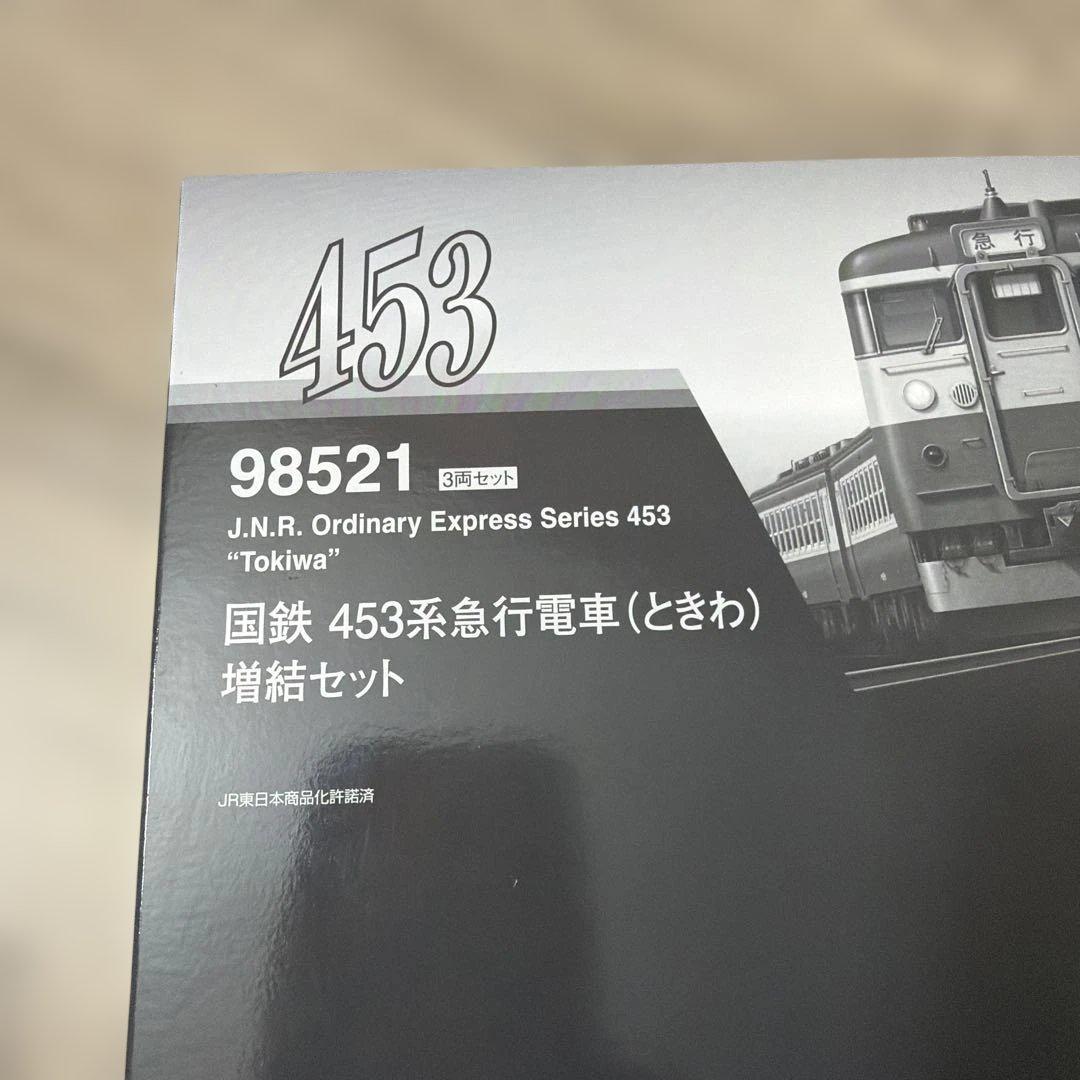 453
急行
98521 3両セット
J.N.R. Ordinary Express Series 453
“Tokiwa”
国鉄 453系急行電車(ときわ)
増結セット
JR東日本商品化許諾済